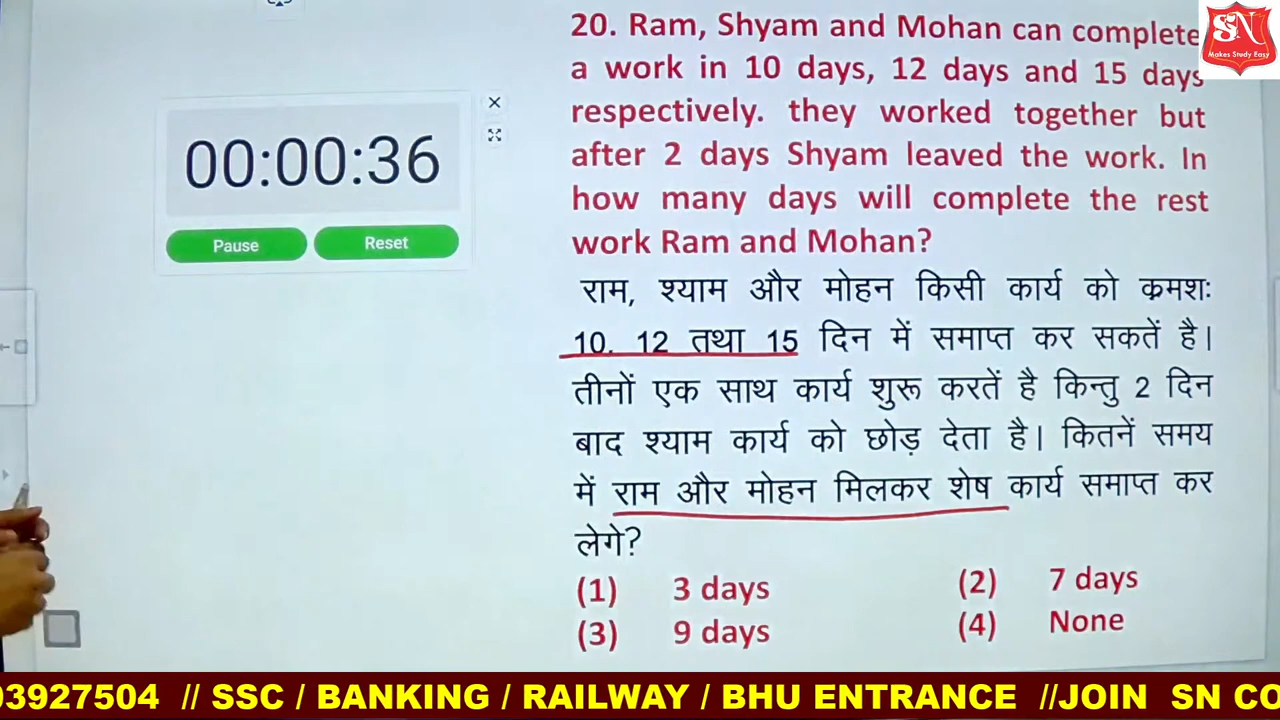 SN
Makes Study Easy
20. Ram, Shyam and Mohan can complete
a work in 10 days, 12 days and 15 days
respectively. they worked together but
after 2 days Shyam leaved the work. In
how many days will complete the rest
work Ram and Mohan?
राम, श्याम और मोहन किसी कार्य को क्रमशः
10, 12 तथा 15 दिन में समाप्त कर सकतें है।
तीनों एक साथ कार्य शुरू करतें है किन्तु 2 दिन
बाद श्याम कार्य को छोड़ देता है। कितनें समय
में राम और मोहन मिलकर शेष कार्य समाप्त कर
लेगे?
(1) 3 days (2) 7 days
(3) 9 days (4) None
00:00:36
Pause Reset
03927504 // SSC / BANKING / RAILWAY / BHU ENTRANCE //JOIN SN CO